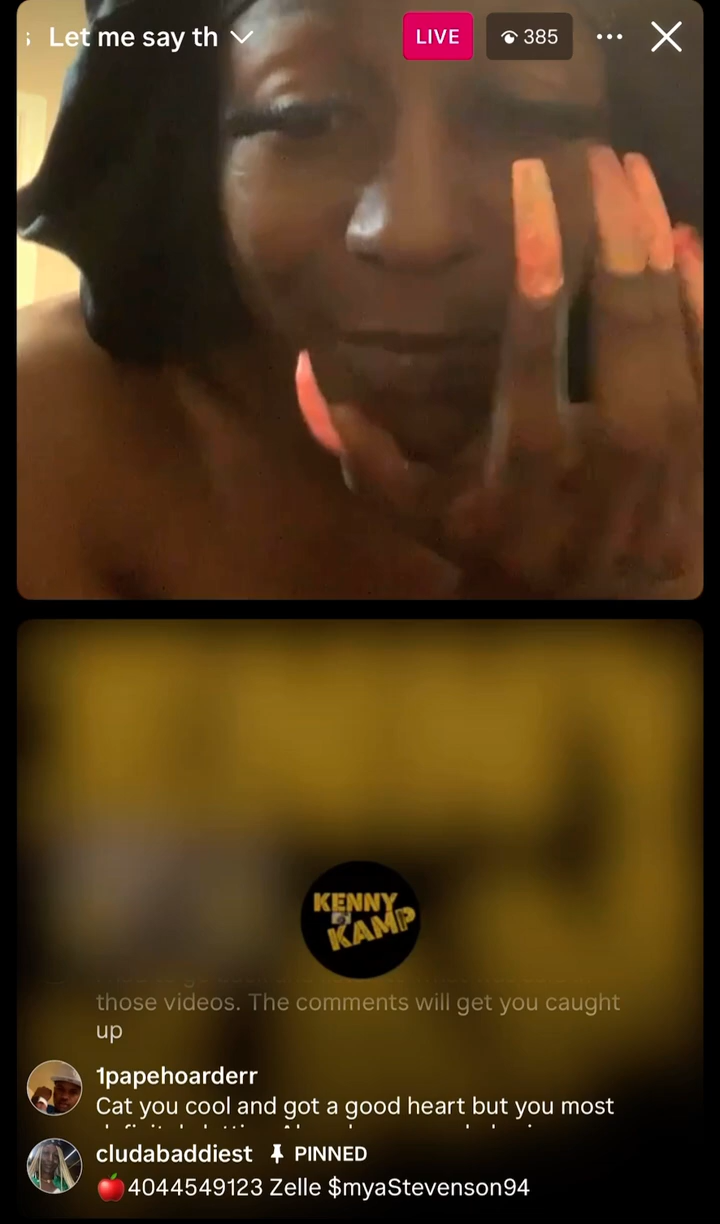 Let me say th
LIVE
385
KENNY
KAMP
those videos. The comments will get you caught
up
1papehoarderr
Cat you cool and got a good heart but you most
cludabaddiest PINNED
🍎4044549123 Zelle $myaStevenson94